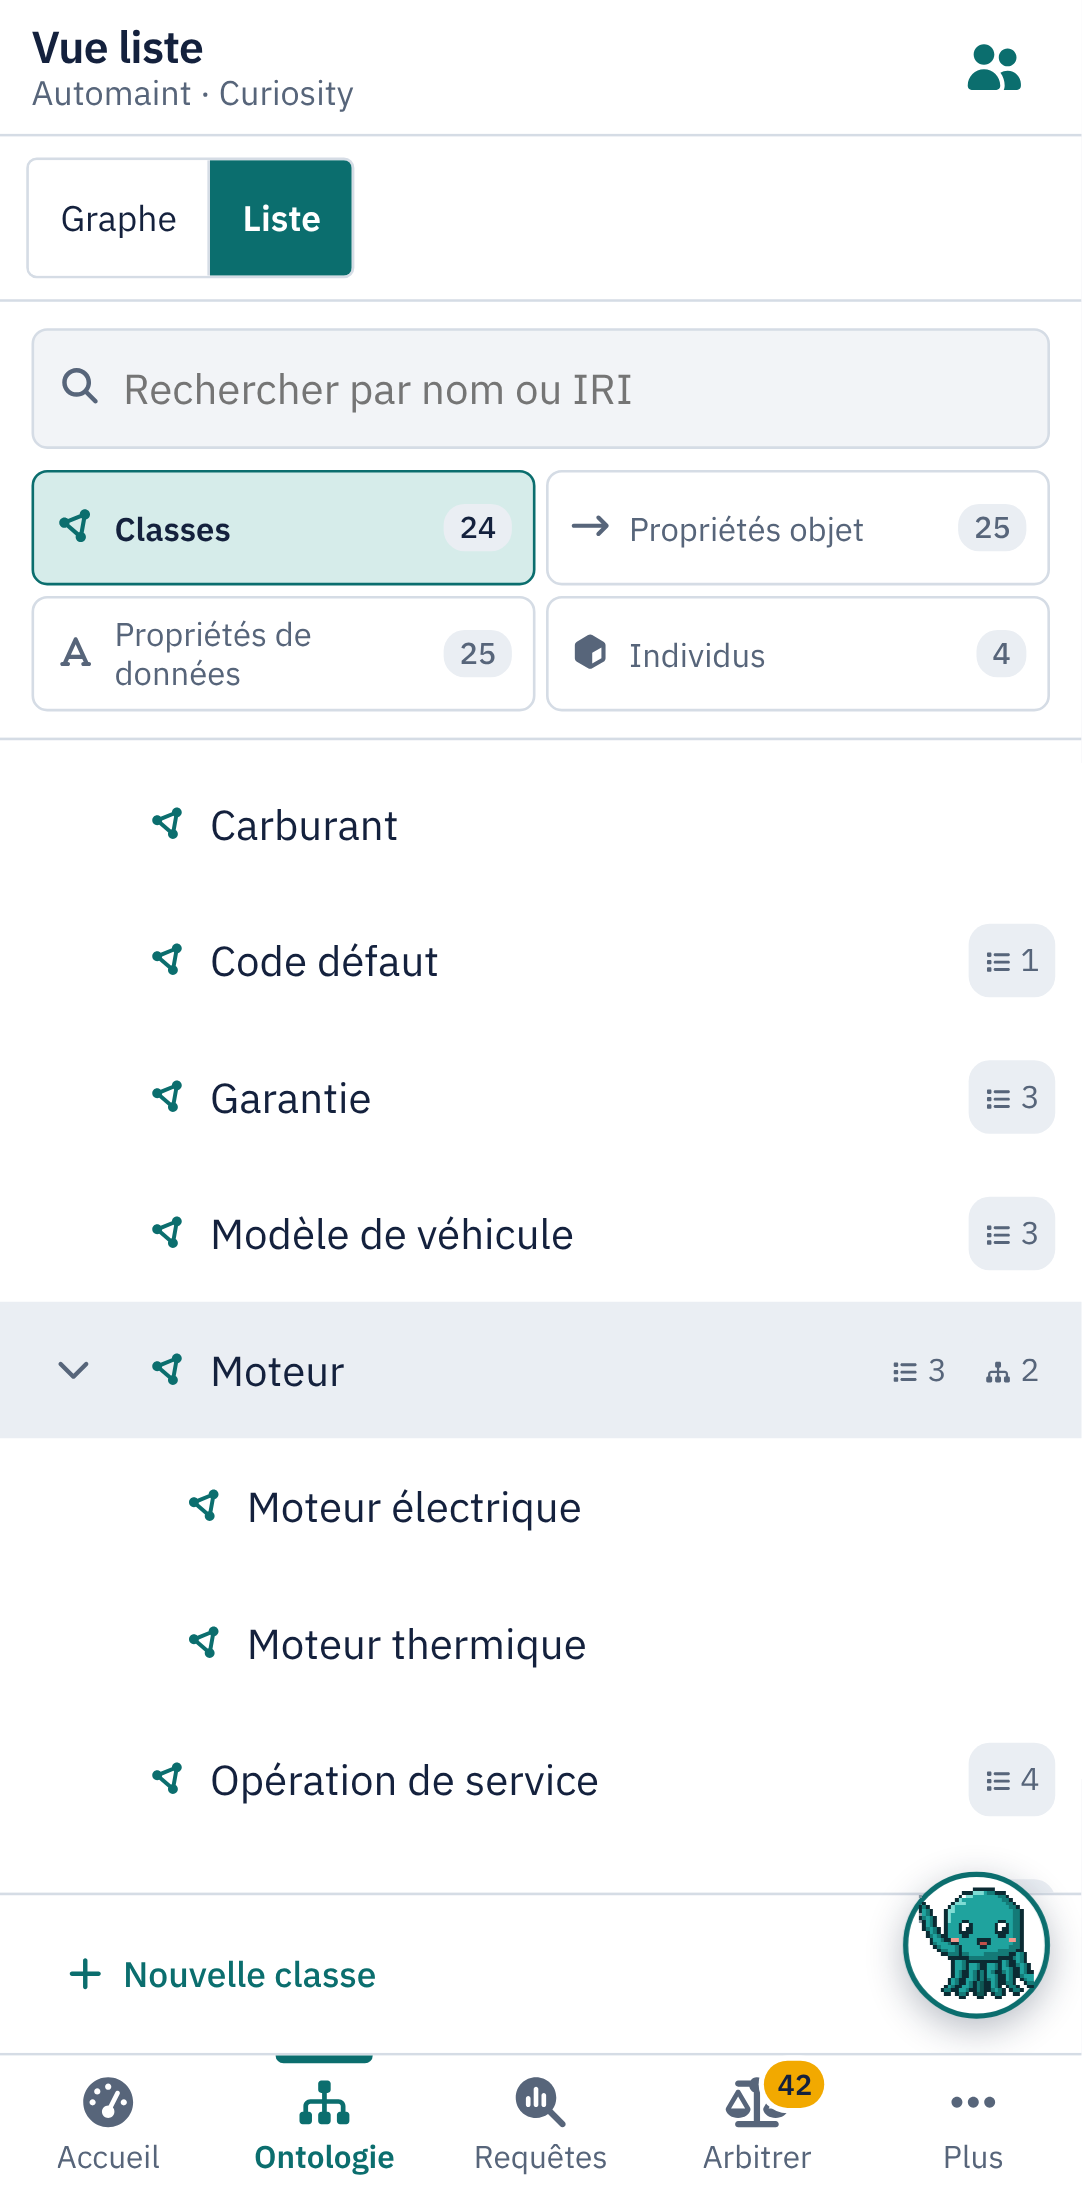 Vue liste
Automaint · Curiosity
Graphe Liste
Rechercher par nom ou IRI
Classes 24
Propriétés objet 25
Propriétés de
données 25
Individus 4
Carburant
Code défaut 1
Garantie 3
Modèle de véhicule 3
Moteur 3 2
Moteur électrique
Moteur thermique
Opération de service 4
+ Nouvelle classe
42
Accueil Ontologie Requêtes Arbitrer Plus